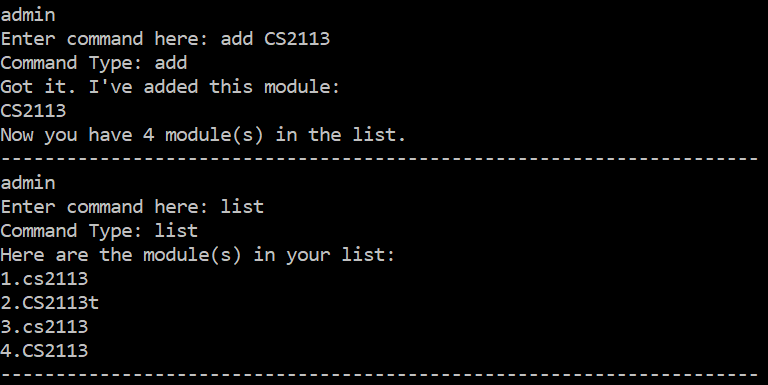 admin
Enter command here: add CS2113
Command Type: add
Got it. I've added this module:
CS2113
Now you have 4 module(s) in the list.
---------------------------------------------------------------------
admin
Enter command here: list
Command Type: list
Here are the module(s) in your list:
1.cs2113
2.CS2113t
3.cs2113
4.CS2113
---------------------------------------------------------------------